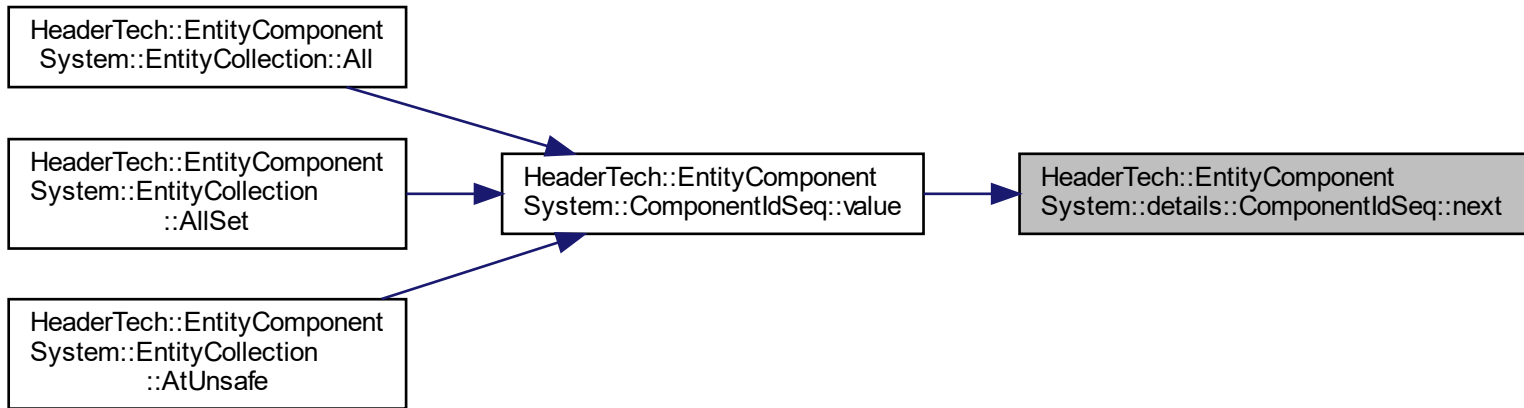 HeaderTech::EntityComponent
System::EntityCollection::All
HeaderTech::EntityComponent
System::EntityCollection
::AllSet
HeaderTech::EntityComponent
System::EntityCollection
::AtUnsafe
HeaderTech::EntityComponent
System::ComponentIdSeq::value
HeaderTech::EntityComponent
System::details::ComponentIdSeq::next